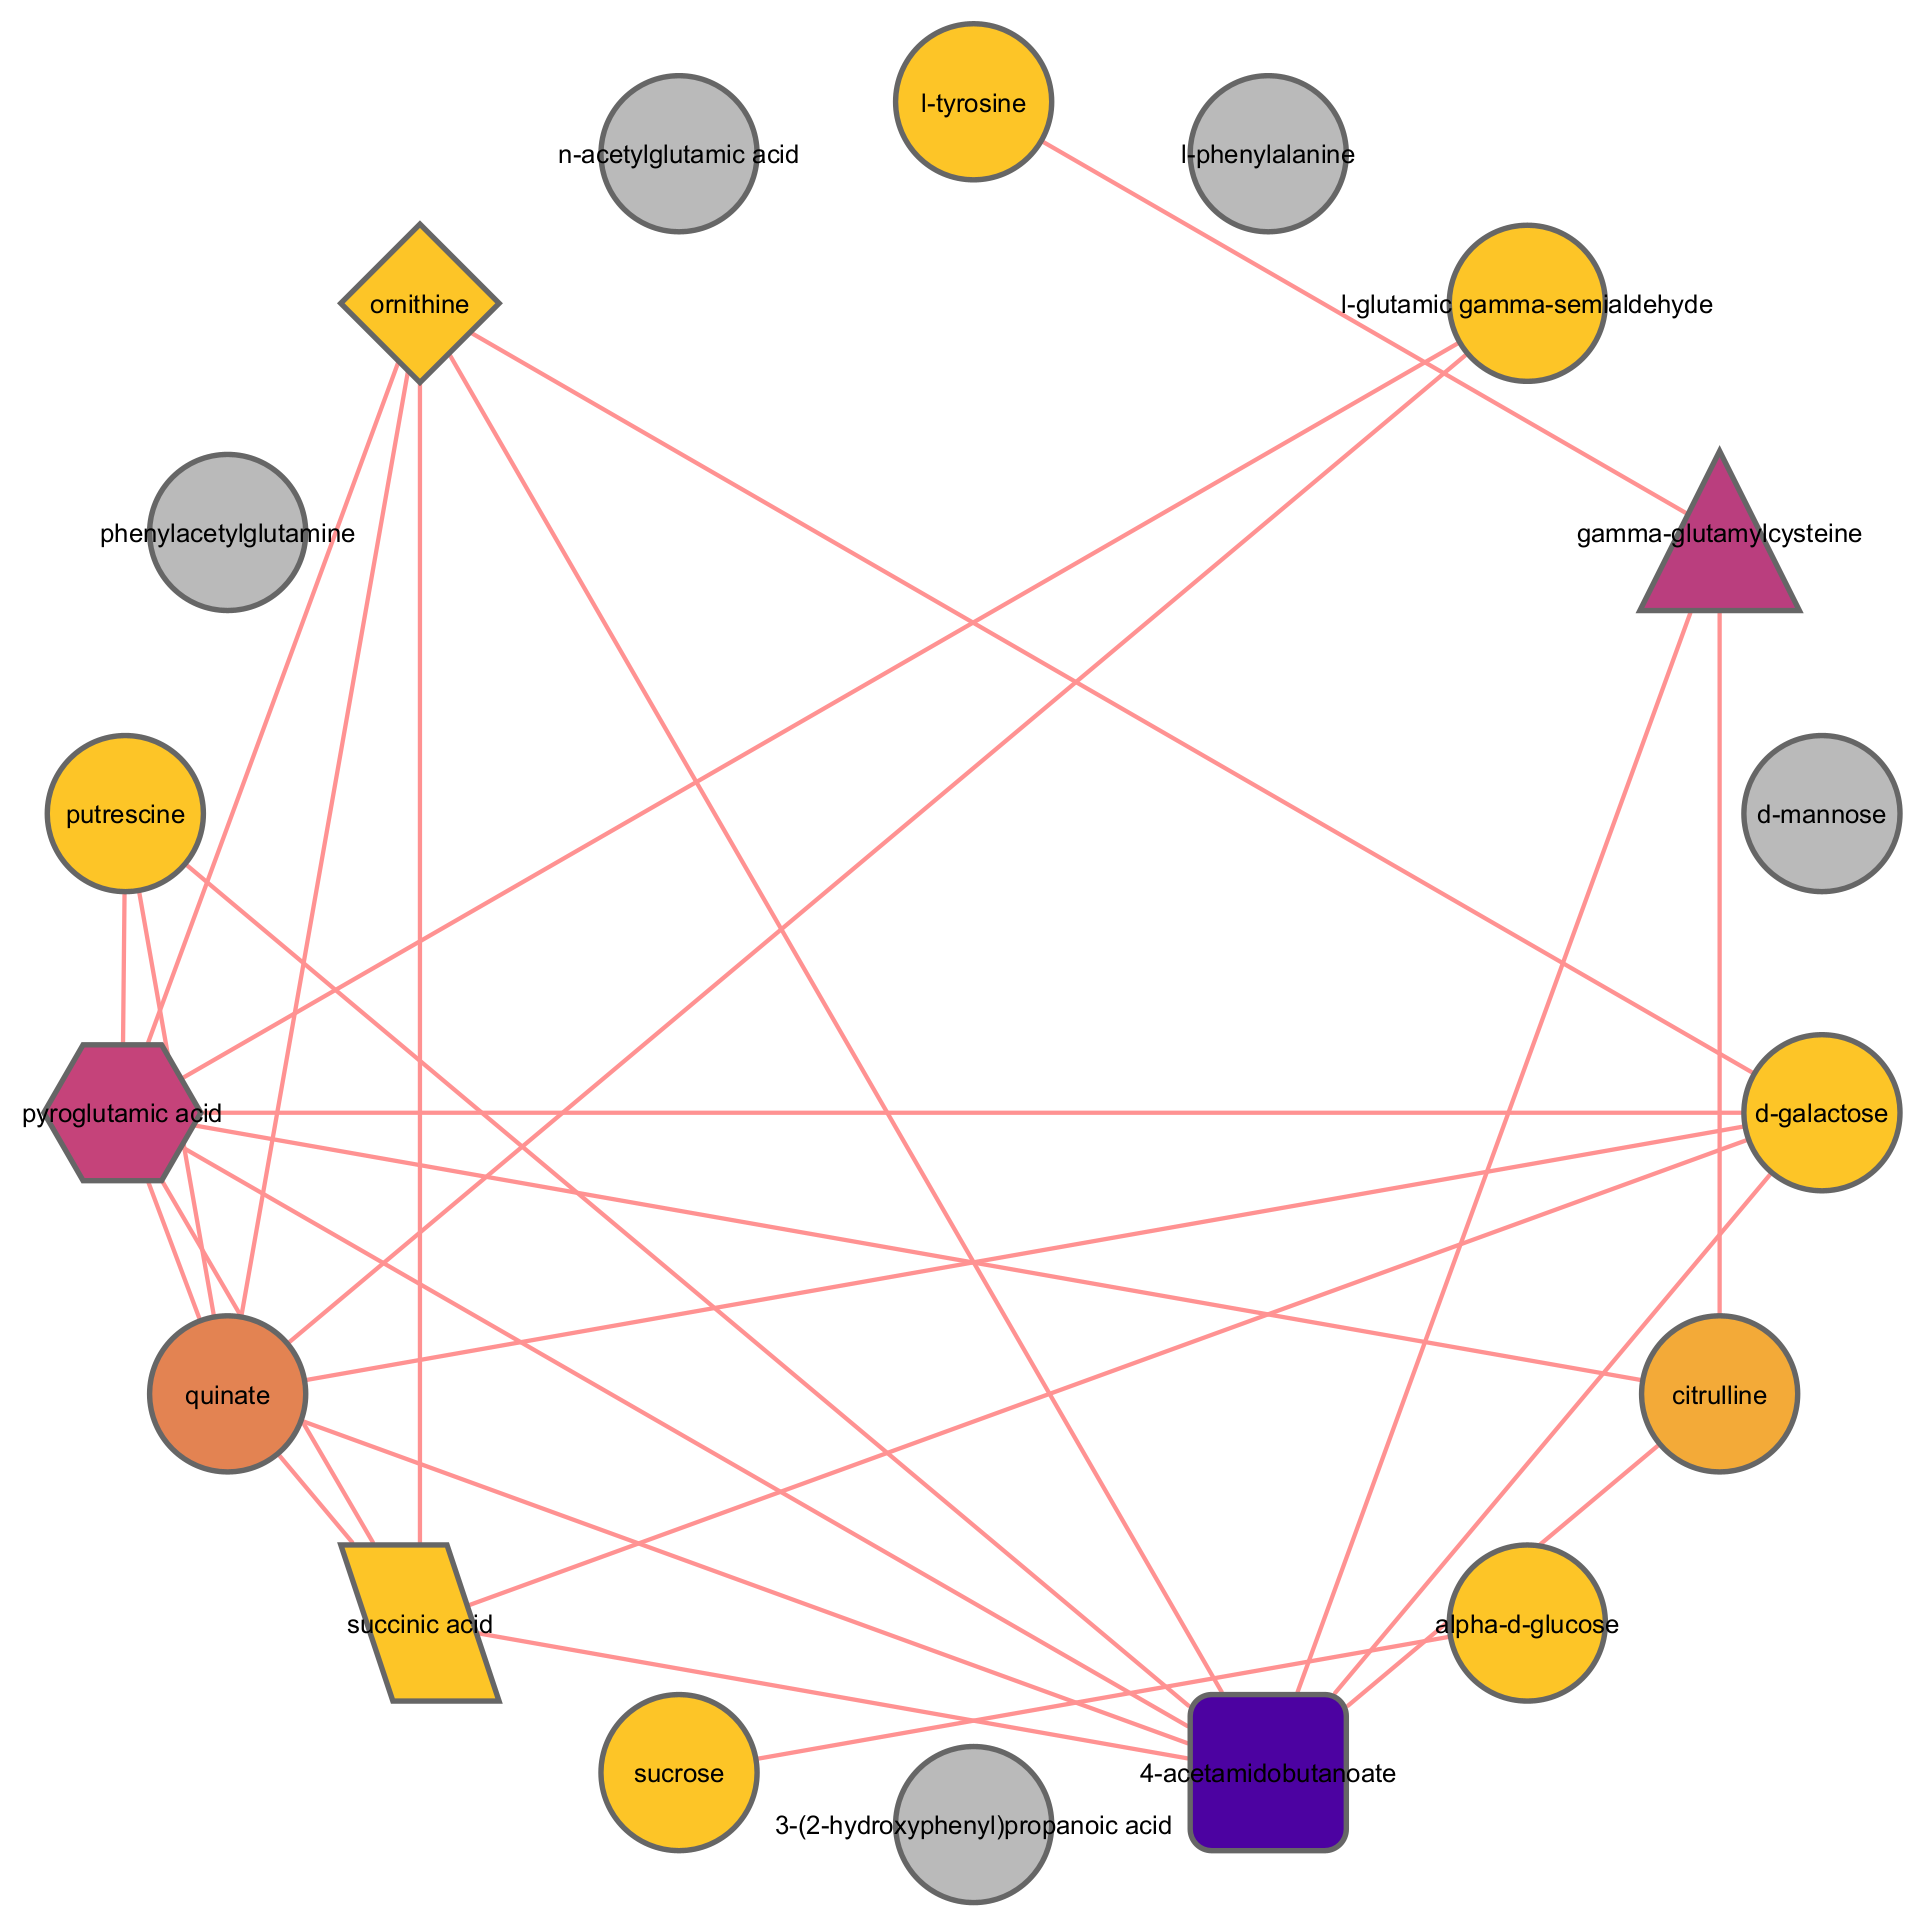 l-tyrosine
n-acetylglutamic acid
l-phenylalanine
ornithine
l-glutamic gamma-semialdehyde
phenylacetylglutamine
gamma-glutamylcysteine
putrescine
d-mannose
pyroglutamic acid
d-galactose
quinate
citrulline
succinic acid
alpha-d-glucose
sucrose
4-acetamidobutanoate
3-(2-hydroxyphenyl)propanoic acid